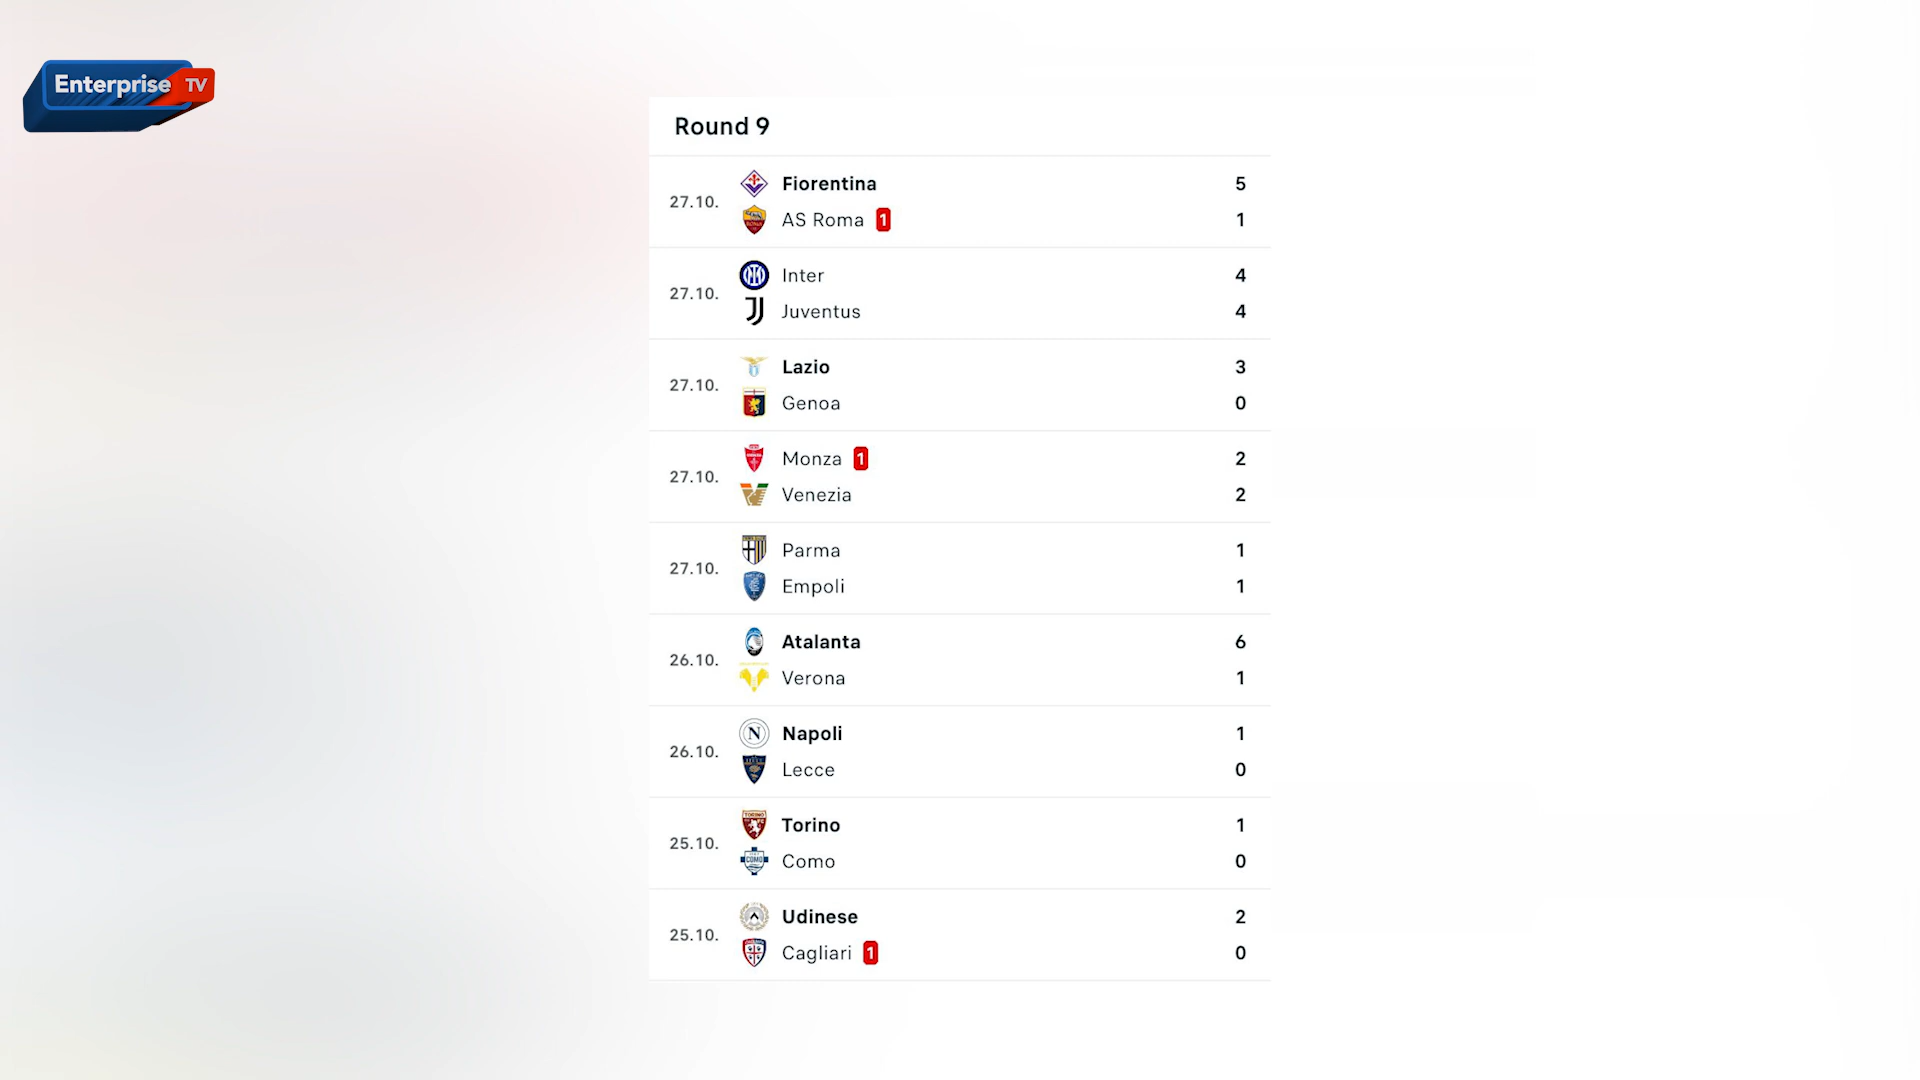 Enterprise TV
Round 9
27.10.
Fiorentina 5
AS Roma 1 1
27.10.
Inter 4
Juventus 4
27.10.
Lazio 3
Genoa 0
27.10.
Monza 1 2
Venezia 2
27.10.
Parma 1
Empoli 1
26.10.
Atalanta 6
Verona 1
26.10.
Napoli 1
Lecce 0
25.10.
Torino 1
Como 0
25.10.
Udinese 2
Cagliari 1 0